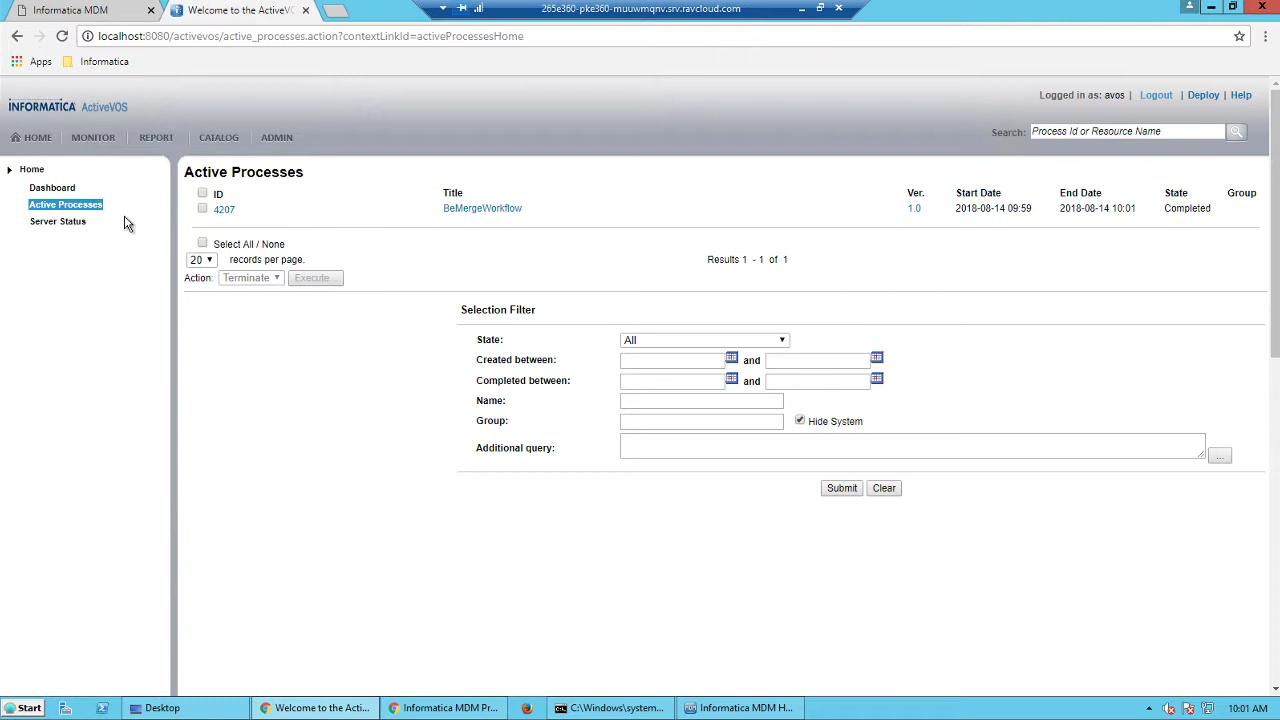 Informatica MDM
Welcome to the ActiveV
265e360-pke360-muuwmqnv.srv.ravcloud.com
localhost:8080/activevos/active_processes.action?contextLinkId=activeProcessesHome
Apps
Informatica
INFORMATICA ActiveVOS
Logged in as: avos | Logout | Deploy | Help
HOME
MONITOR
REPORT
CATALOG
ADMIN
Search: Process Id or Resource Name
Home
Dashboard
Active Processes
Server Status
Active Processes
ID Title Ver. Start Date End Date State Group
4207 BeMergeWorkflow 1.0 2018-08-14 09:59 2018-08-14 10:01 Completed
Select All / None
20 records per page. Results 1 - 1 of 1
Action: Terminate Execute ...
Selection Filter
State: All
Created between: and
Completed between: and
Name:
Group: Hide System
Additional query: ...
Submit Clear
Start
Desktop
Welcome to the Acti...
Informatica MDM Pr...
C:\Windows\system...
Informatica MDM H...
10:01 AM